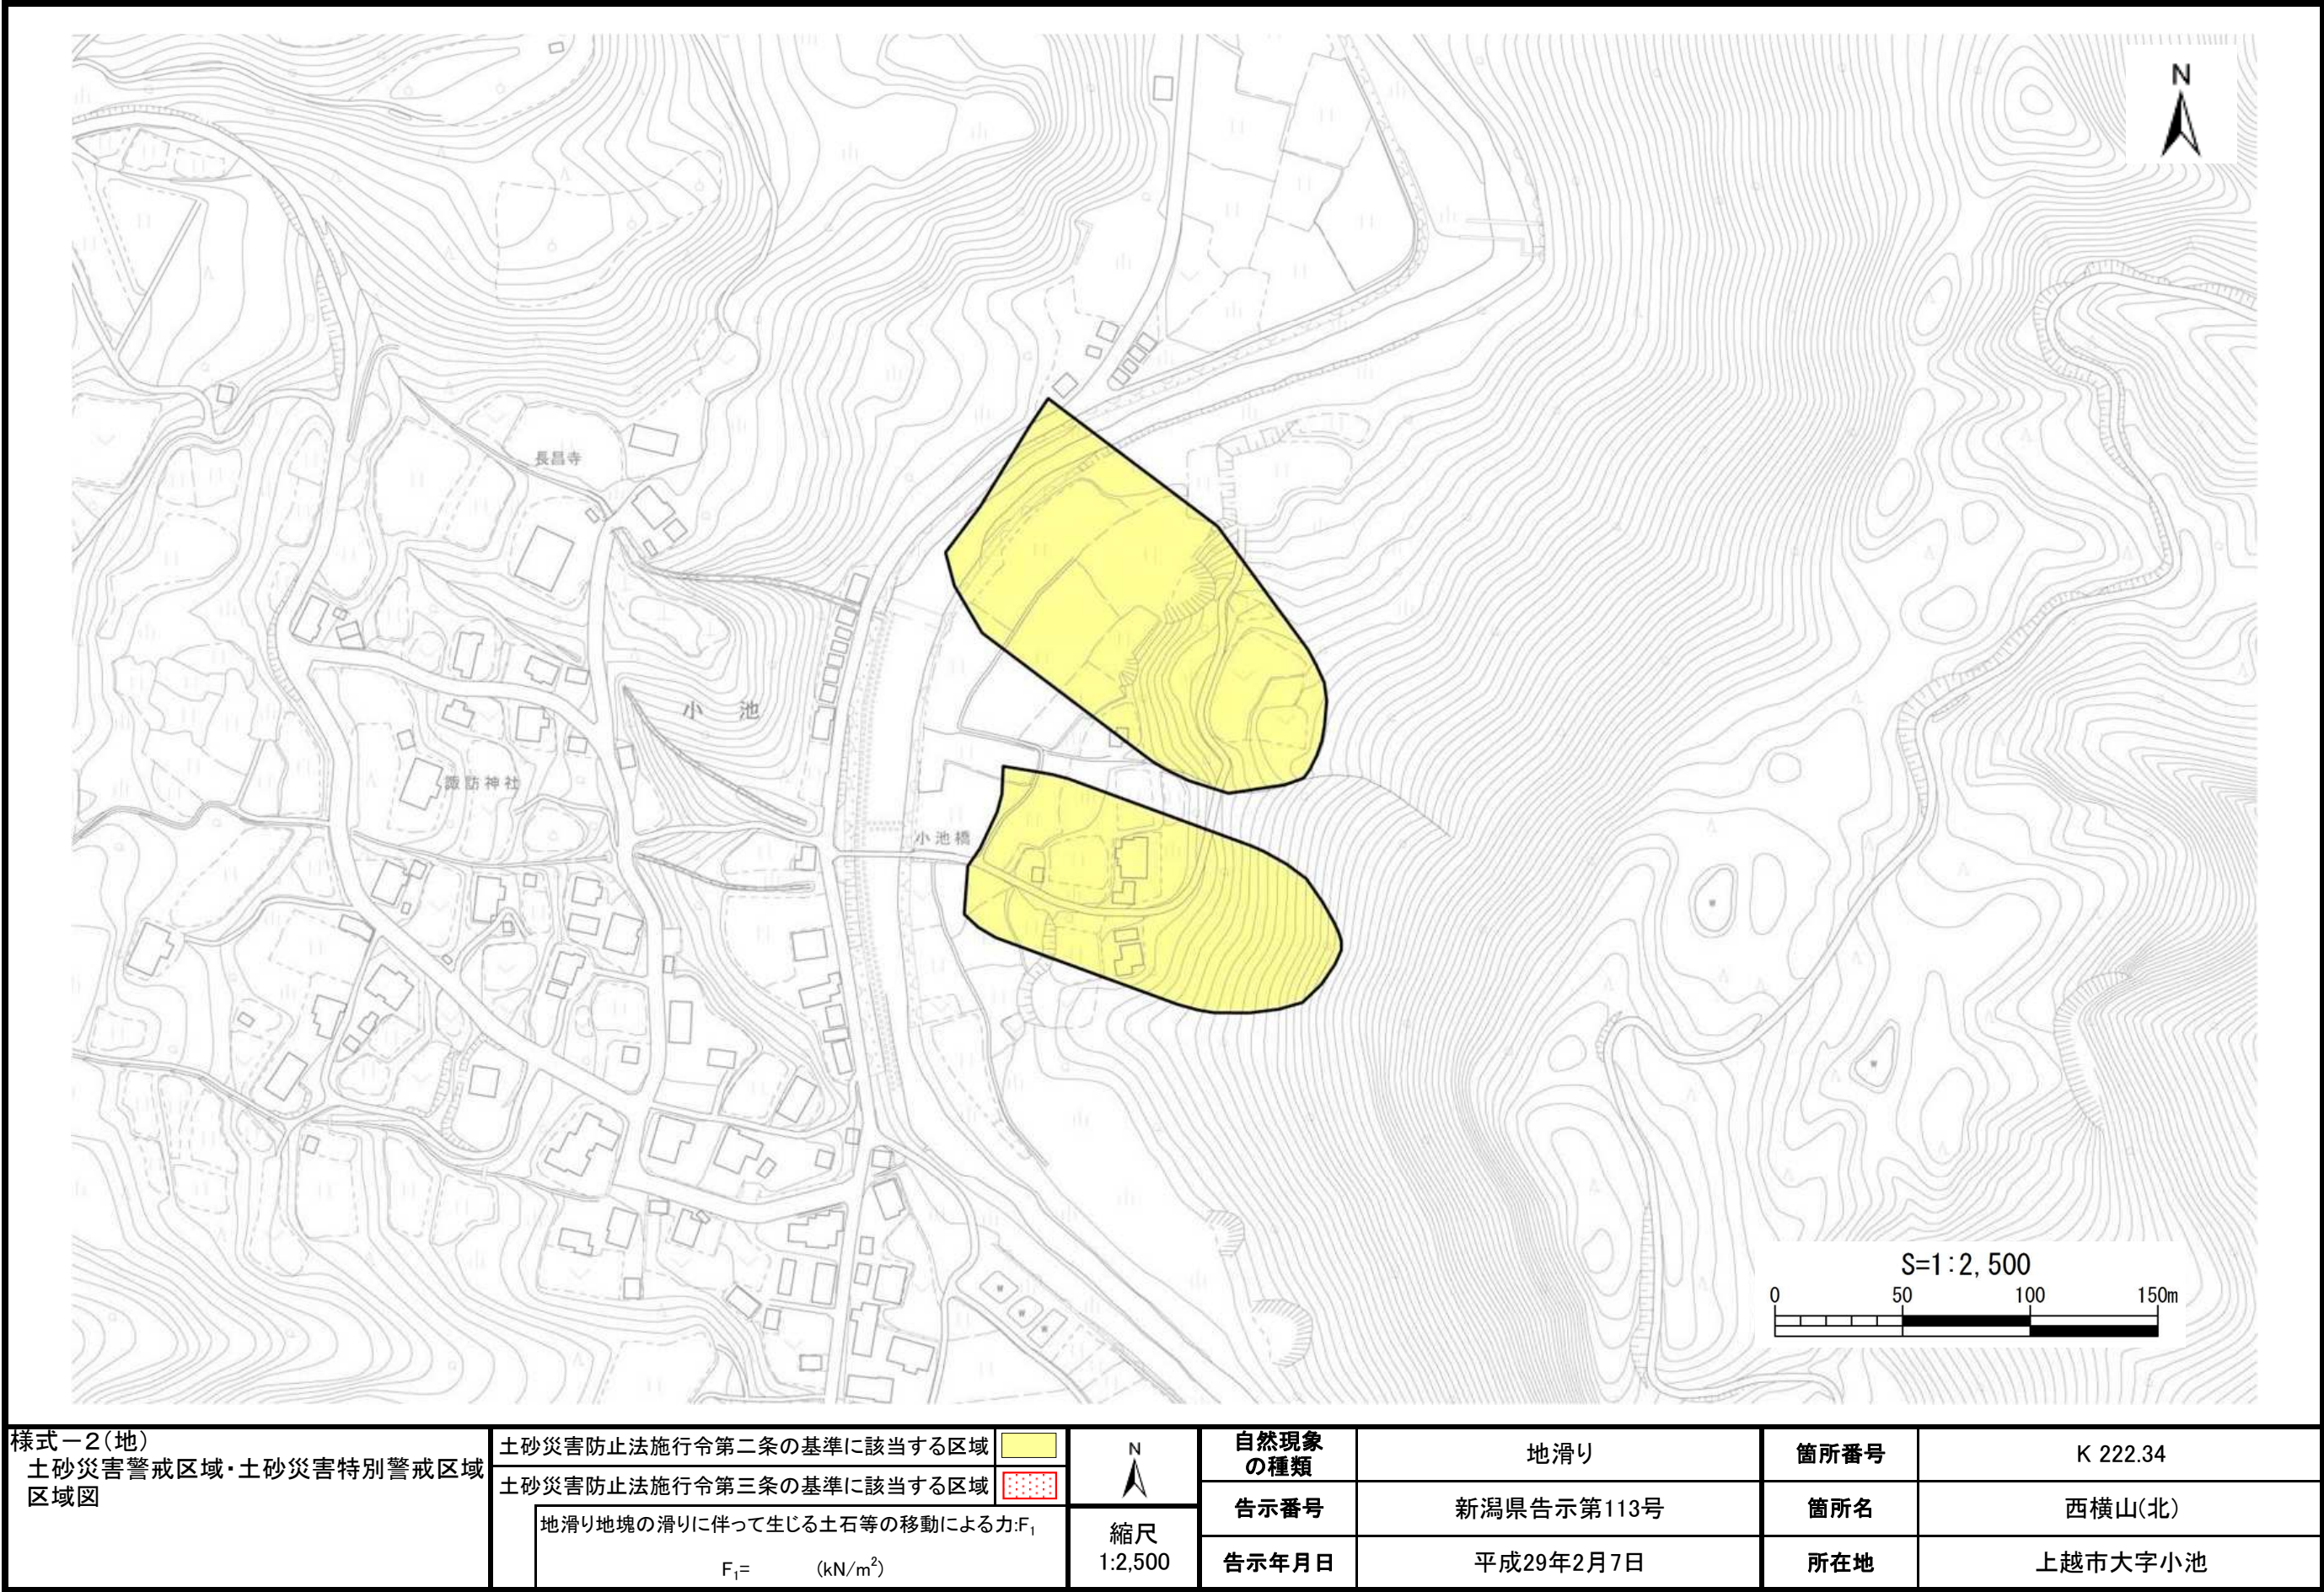 N
長昌寺
小 池
諏訪神社
小池橋
S=1:2,500
0 50 100 150m
様式－2(地)
土砂災害警戒区域・土砂災害特別警戒区域
区域図
土砂災害防止法施行令第二条の基準に該当する区域
土砂災害防止法施行令第三条の基準に該当する区域
地滑り地塊の滑りに伴って生じる土石等の移動による力:F1
F1= (kN/m2)
N
縮尺
1:2,500
自然現象
の種類
地滑り
告示番号
新潟県告示第113号
告示年月日
平成29年2月7日
箇所番号
K 222.34
箇所名
西横山(北)
所在地
上越市大字小池